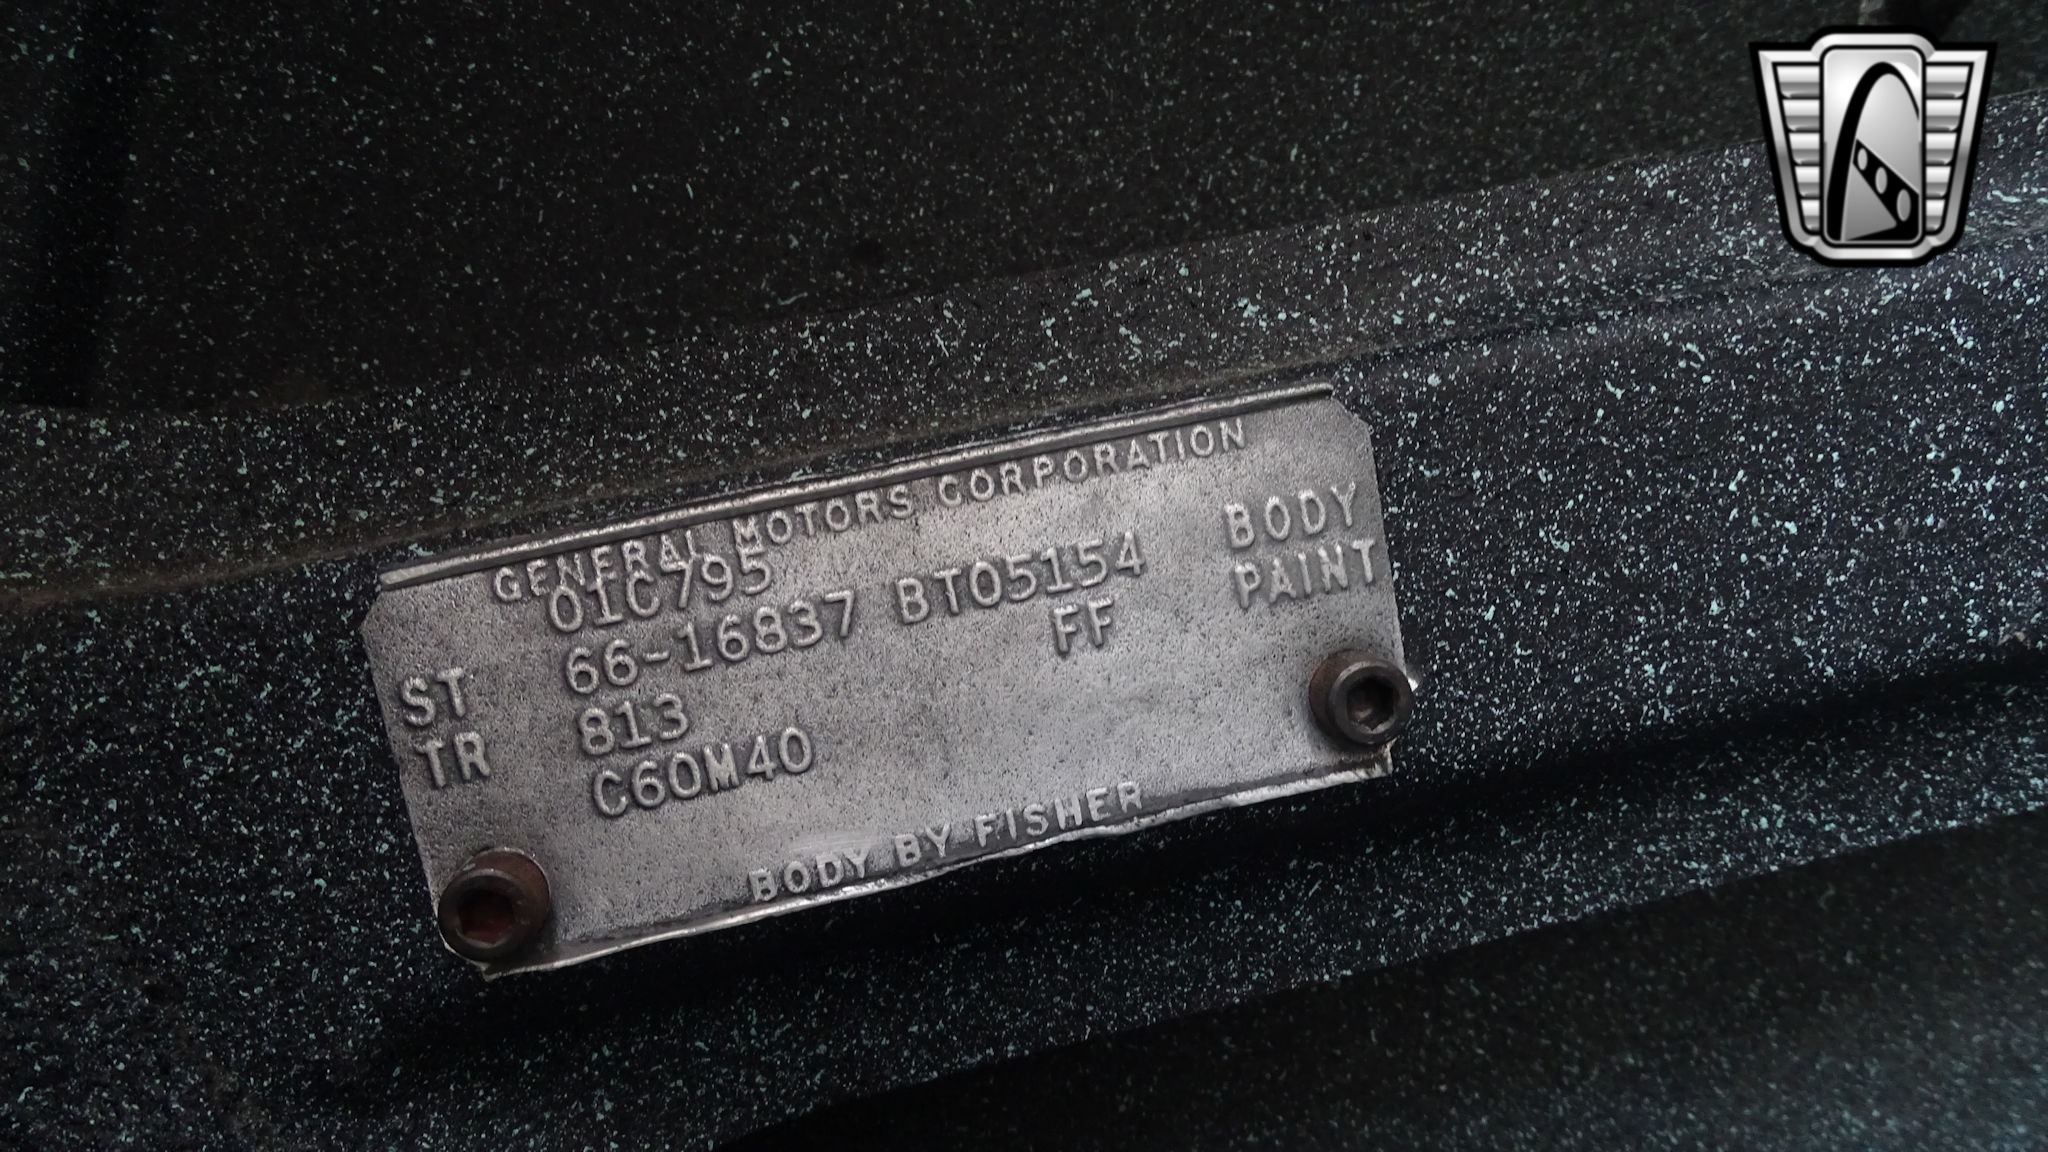 GENERAL MOTORS CORPORATION
01C795
ST 66-16837 BT05154 BODY
TR 813 FF PAINT
C60M40
BODY BY FISHER